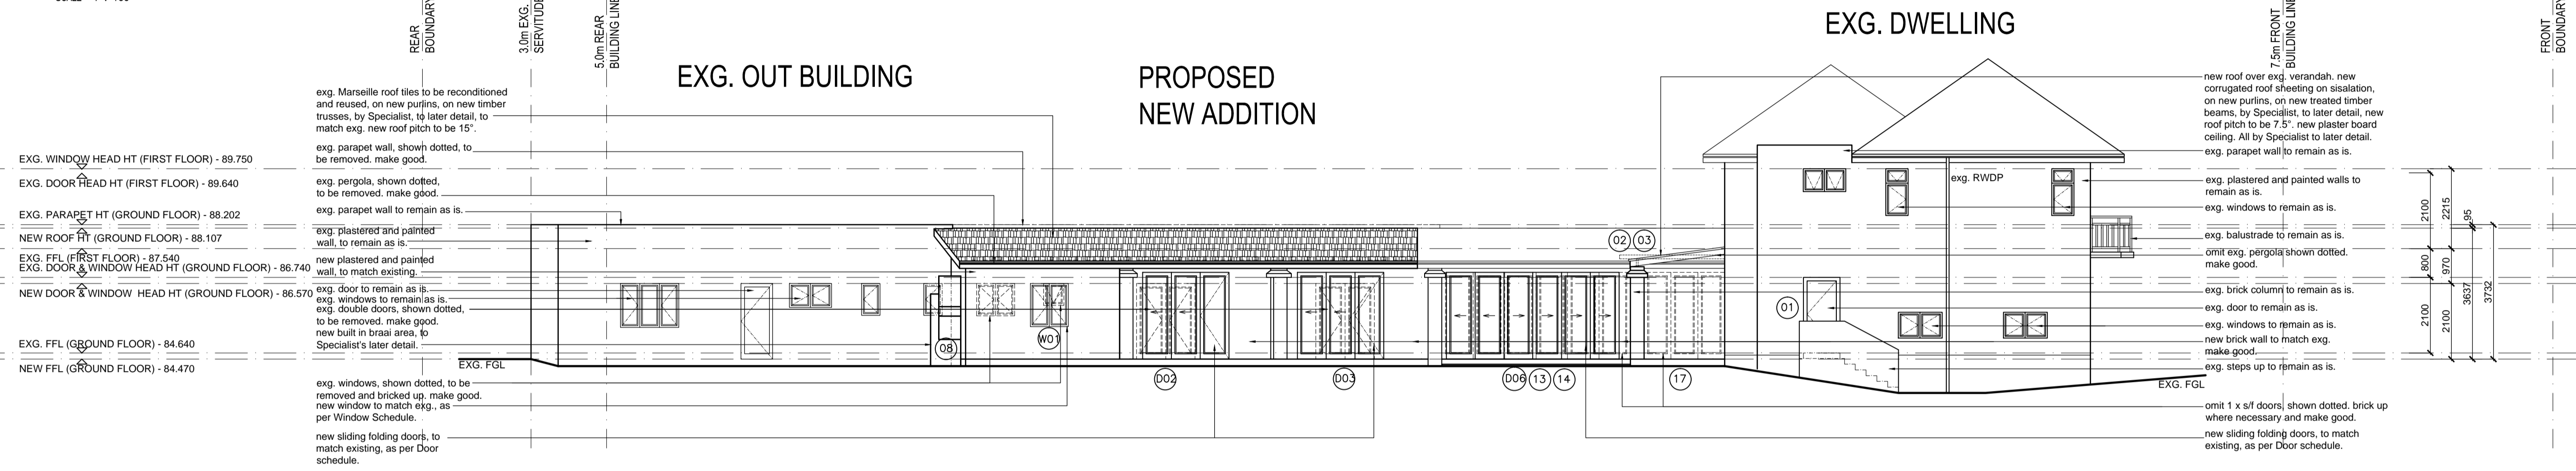 REAR
BOUNDARY
3.0m EXG.
SERVITUDE
5.0m REAR
BUILDING LINE
EXG. OUT BUILDING
PROPOSED
NEW ADDITION
EXG. DWELLING
7.5m FRONT
BUILDING LINE
FRONT
BOUNDARY
EXG. WINDOW HEAD HT (FIRST FLOOR) - 89.750
EXG. DOOR HEAD HT (FIRST FLOOR) - 89.640
EXG. PARAPET HT (GROUND FLOOR) - 88.202
NEW ROOF HT (GROUND FLOOR) - 88.107
EXG. FFL (FIRST FLOOR) - 87.540
EXG. DOOR & WINDOW HEAD HT (GROUND FLOOR) - 86.740
NEW DOOR & WINDOW HEAD HT (GROUND FLOOR) - 86.570
EXG. FFL (GROUND FLOOR) - 84.640
NEW FFL (GROUND FLOOR) - 84.470
exg. Marseille roof tiles to be reconditioned
and reused, on new purlins, on new timber
trusses, by Specialist, to later detail, to
match exg. new roof pitch to be 15°.
exg. parapet wall, shown dotted, to
be removed. make good.
exg. pergola, shown dotted,
to be removed. make good.
exg. parapet wall to remain as is.
exg. plastered and painted
wall, to remain as is.
new plastered and painted
wall, to match existing.
exg. door to remain as is.
exg. windows to remain as is.
exg. double doors, shown dotted,
to be removed. make good.
new built in braai area, to
Specialist's later detail.
EXG. FGL
exg. windows, shown dotted, to be
removed and bricked up. make good.
new window to match exg., as
per Window Schedule.
new sliding folding doors, to
match existing, as per Door
schedule.
08
W01
D02
D03
D06
13
14
17
02
03
01
exg. RWDP
new roof over exg. verandah. new
corrugated roof sheeting on sisalation,
on new purlins, on new treated timber
beams, by Specialist, to later detail, new
roof pitch to be 7.5°. new plaster board
ceiling. All by Specialist to later detail.
exg. parapet wall to remain as is.
exg. plastered and painted walls to
remain as is.
exg. windows to remain as is.
exg. balustrade to remain as is.
omit exg. pergola shown dotted.
make good.
exg. brick column to remain as is.
exg. door to remain as is.
exg. windows to remain as is.
new brick wall to match exg.
make good.
exg. steps up to remain as is.
EXG. FGL
omit 1 x s/f doors, shown dotted. brick up
where necessary and make good.
new sliding folding doors, to match
existing, as per Door schedule.
2100
800
2100
2215
970
2100
95
3637
3732